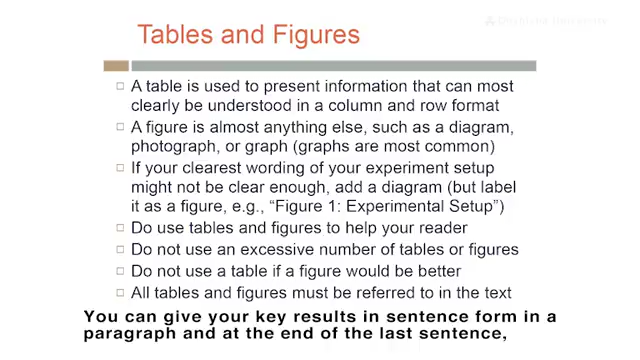 Tables and Figures
□ A table is used to present information that can most
clearly be understood in a column and row format
□ A figure is almost anything else, such as a diagram,
photograph, or graph (graphs are most common)
□ If your clearest wording of your experiment setup
might not be clear enough, add a diagram (but label
it as a figure, e.g., “Figure 1: Experimental Setup”)
□ Do use tables and figures to help your reader
□ Do not use an excessive number of tables or figures
□ Do not use a table if a figure would be better
□ All tables and figures must be referred to in the text
You can give your key results in sentence form in a
paragraph and at the end of the last sentence,